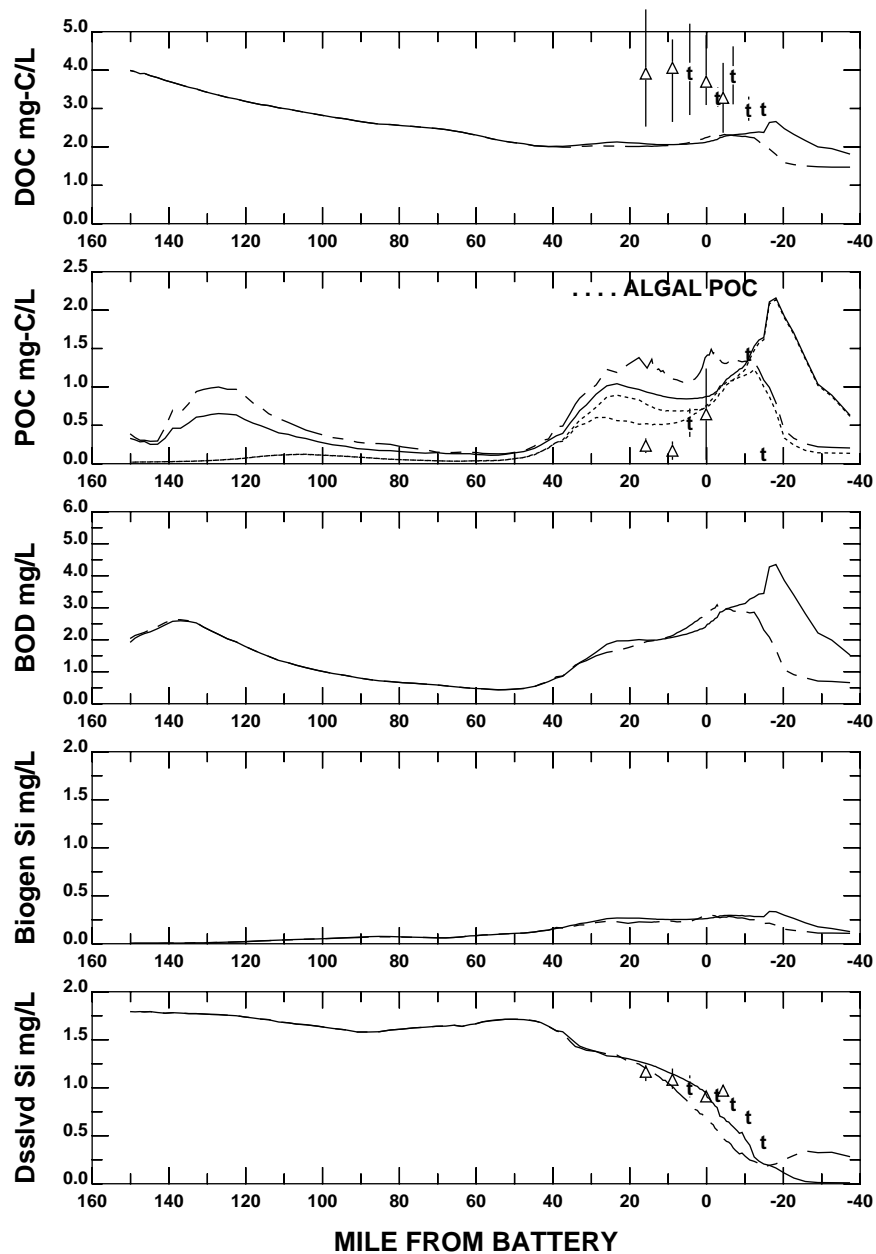 5.0
4.0
3.0
2.0
1.0
0.0
DOC mg-C/L
t
t
t
t
t
160 140 120 100 80 60 40 20 0 -20 -40
2.5
2.0
1.5
1.0
0.5
0.0
POC mg-C/L
. . . . ALGAL POC
t
t
t
160 140 120 100 80 60 40 20 0 -20 -40
6.0
5.0
4.0
3.0
2.0
1.0
0.0
BOD mg/L
160 140 120 100 80 60 40 20 0 -20 -40
2.0
1.5
1.0
0.5
0.0
Biogen Si mg/L
160 140 120 100 80 60 40 20 0 -20 -40
2.0
1.5
1.0
0.5
0.0
Dsslvd Si mg/L
t
t
t
t
t
160 140 120 100 80 60 40 20 0 -20 -40
MILE FROM BATTERY